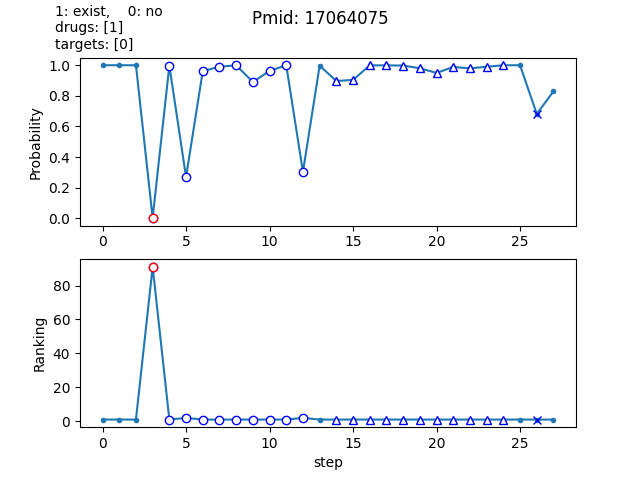 1: exist,    0: no
Pmid: 17064075
drugs: [1]
targets: [0]
1.0
0.8
0.6
0.4
0.2
0.0
Probability
0 5 10 15 20 25
80
60
40
20
0
Ranking
0 5 10 15 20 25
step